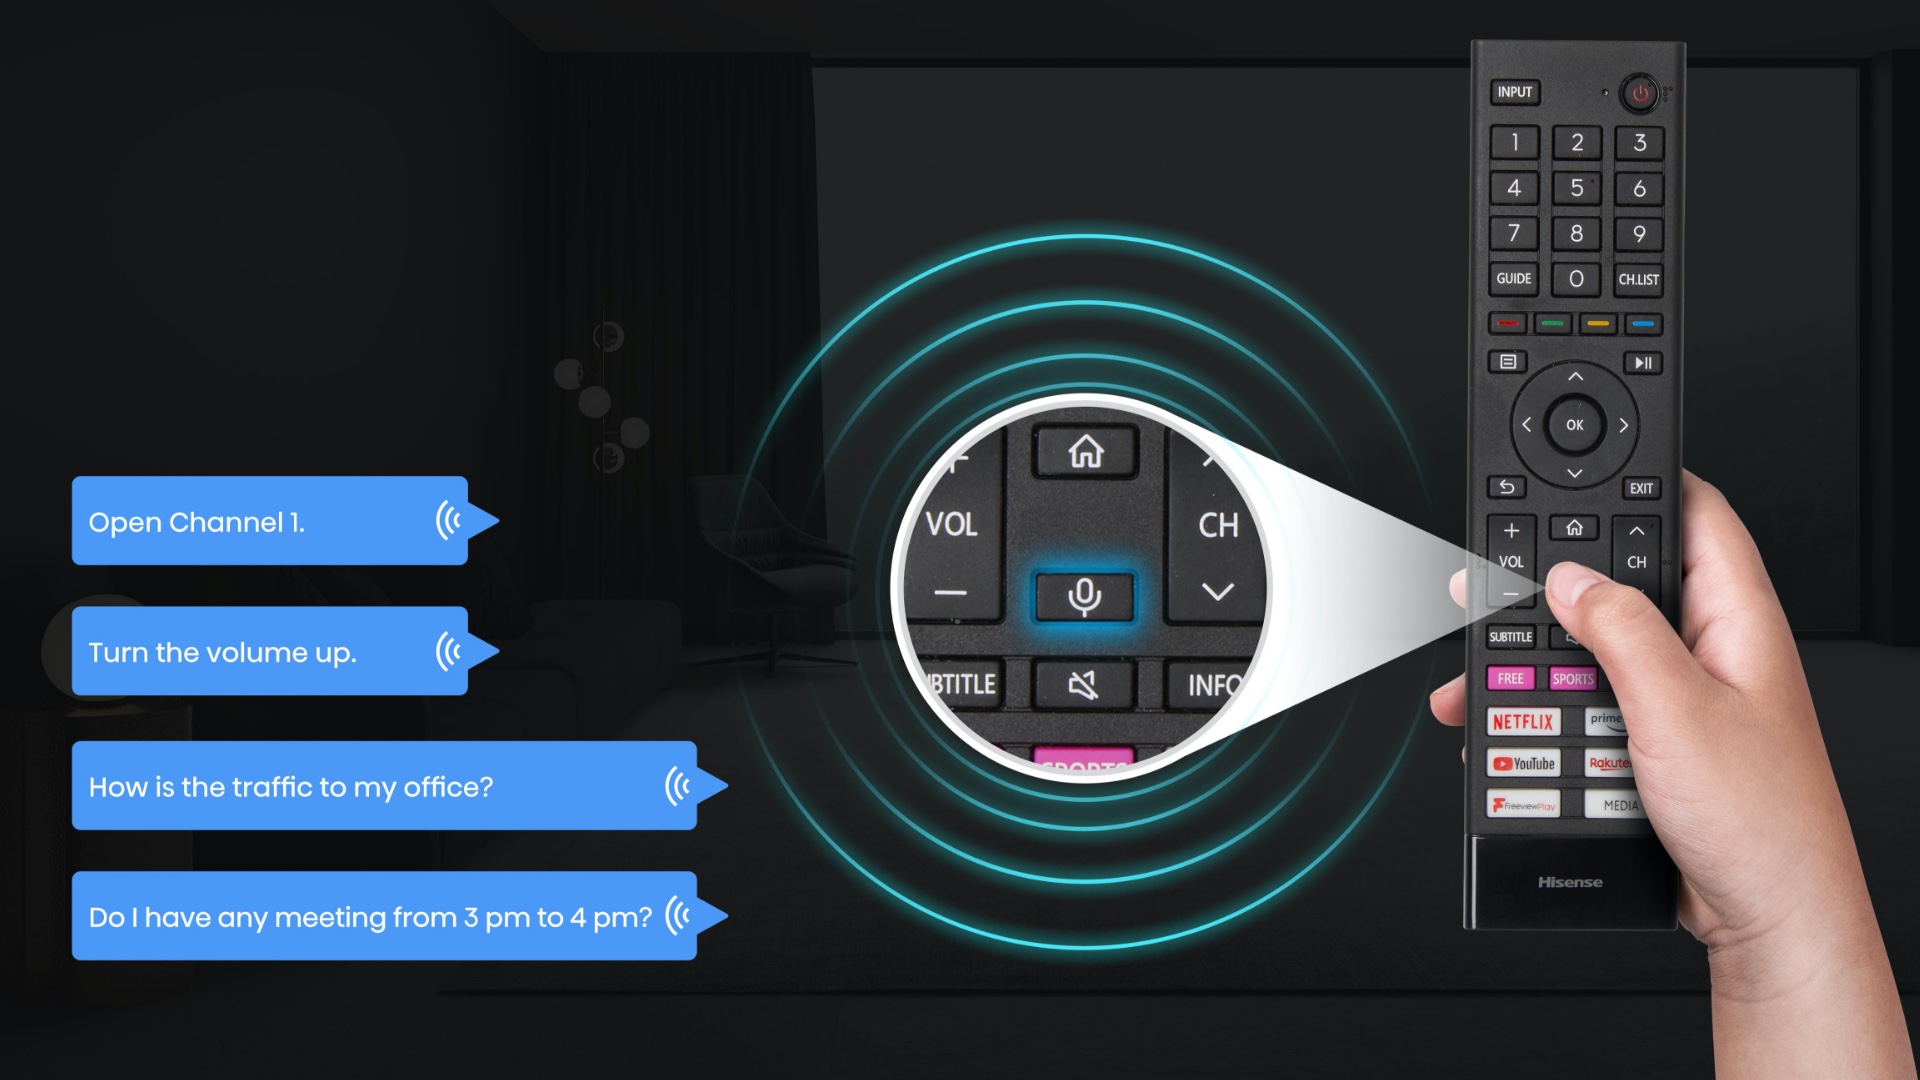 Open Channel 1.
Turn the volume up.
How is the traffic to my office?
Do I have any meeting from 3 pm to 4 pm?
VOL
CH
BTITLE
INFO
SPORTS
INPUT
1 2 3
4 5 6
7 8 9
GUIDE 0 CH.LIST
OK
EXIT
VOL CH
SUBTITLE
FREE SPORTS
NETFLIX prime
YouTube Rakute
FreeviewPlay MEDIA
Hisense